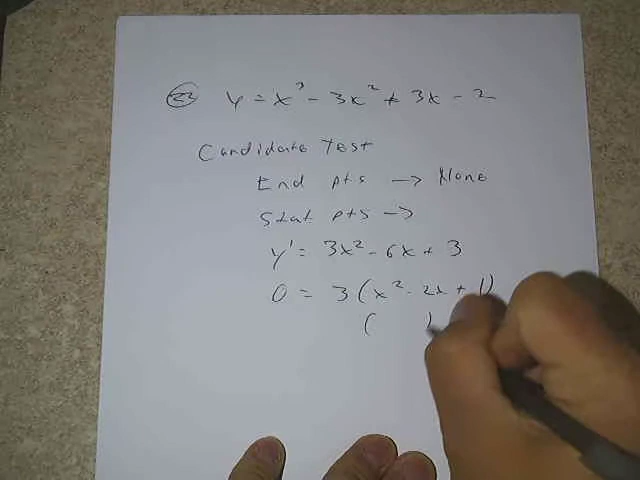 22 y = x³ - 3x² + 3x - 2
Candidate Test
End pts → None
Stat pts →
y' = 3x² - 6x + 3
0 = 3(x² - 2x + 1)
( )